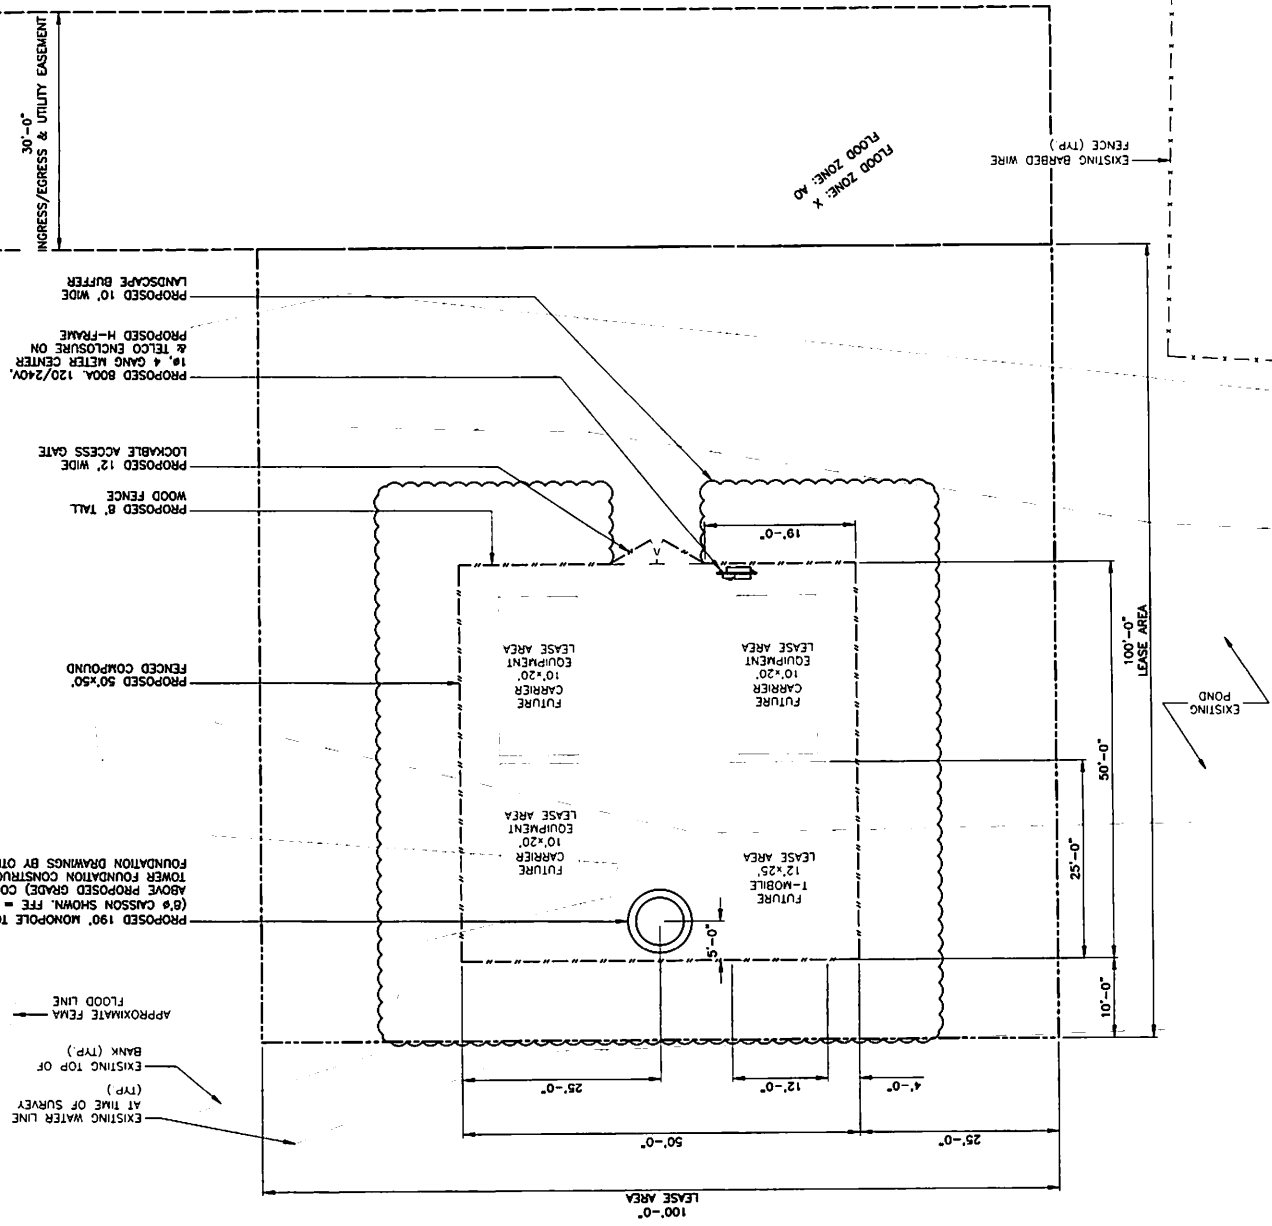 100'-0"
LEASE AREA
25'-0"
50'-0"
4'-0"
12'-0"
25'-0"
EXISTING WATER LINE
AT TIME OF SURVEY
(TYP.)
EXISTING TOP OF
BANK (TYP.)
APPROXIMATE FEMA
FLOOD LINE
10'-0"
5'-0"
PROPOSED 190' MONOPOLE
(8'ø CAISSON SHOWN. FFE =
ABOVE PROPOSED GRADE)
TOWER FOUNDATION
FOUNDATION DRAWINGS BY
25'-0"
50'-0"
100'-0"
LEASE AREA
FUTURE
T-MOBILE
12'x25'
LEASE AREA
FUTURE
CARRIER
10'x20'
EQUIPMENT
LEASE AREA
EXISTING
POND
FUTURE
CARRIER
10'x20'
EQUIPMENT
LEASE AREA
FUTURE
CARRIER
10'x20'
EQUIPMENT
LEASE AREA
PROPOSED 50'x50'
FENCED COMPOUND
19'-0"
PROPOSED 8' TALL
WOOD FENCE
PROPOSED 12' WIDE
LOCKABLE ACCESS GATE
PROPOSED 800A. 120/240V,
1ø, 4 GANG METER CENTER
& TELCO ENCLOSURE ON
PROPOSED H-FRAME
PROPOSED 10' WIDE
LANDSCAPE BUFFER
EXISTING BARBED WIRE
FENCE (TYP.)
FLOOD ZONE: X
FLOOD ZONE: AO
30'-0"
INGRESS/EGRESS & UTILITY EASEMENT